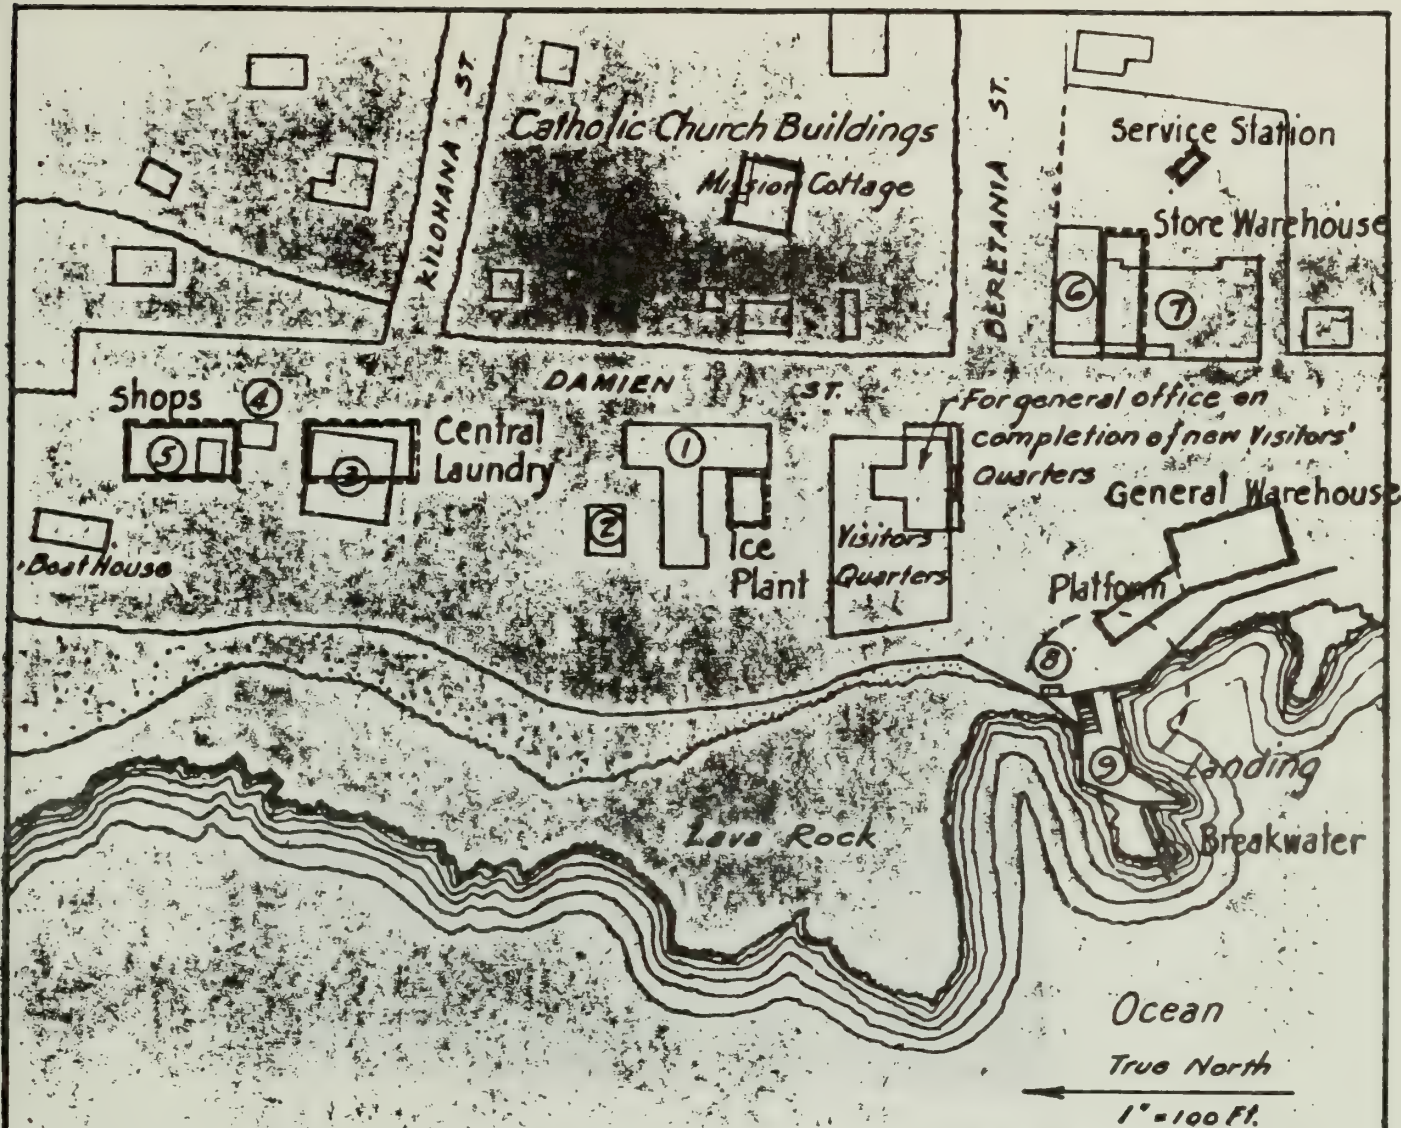 KILOHANA ST.
Catholic Church Buildings
Mission Cottage
BERETANIA ST.
Service Station
Store Warehouse
6
7
DAMIEN ST.
Shops
4
5
3
Central
Laundry
1
2
Ice
Plant
For general office on
completion of new Visitors'
Quarters
Visitors
Quarters
General Warehouse
Boat House
Platform
8
9
Landing
Breakwater
Lava Rock
Ocean
True North
1" = 100 Ft.